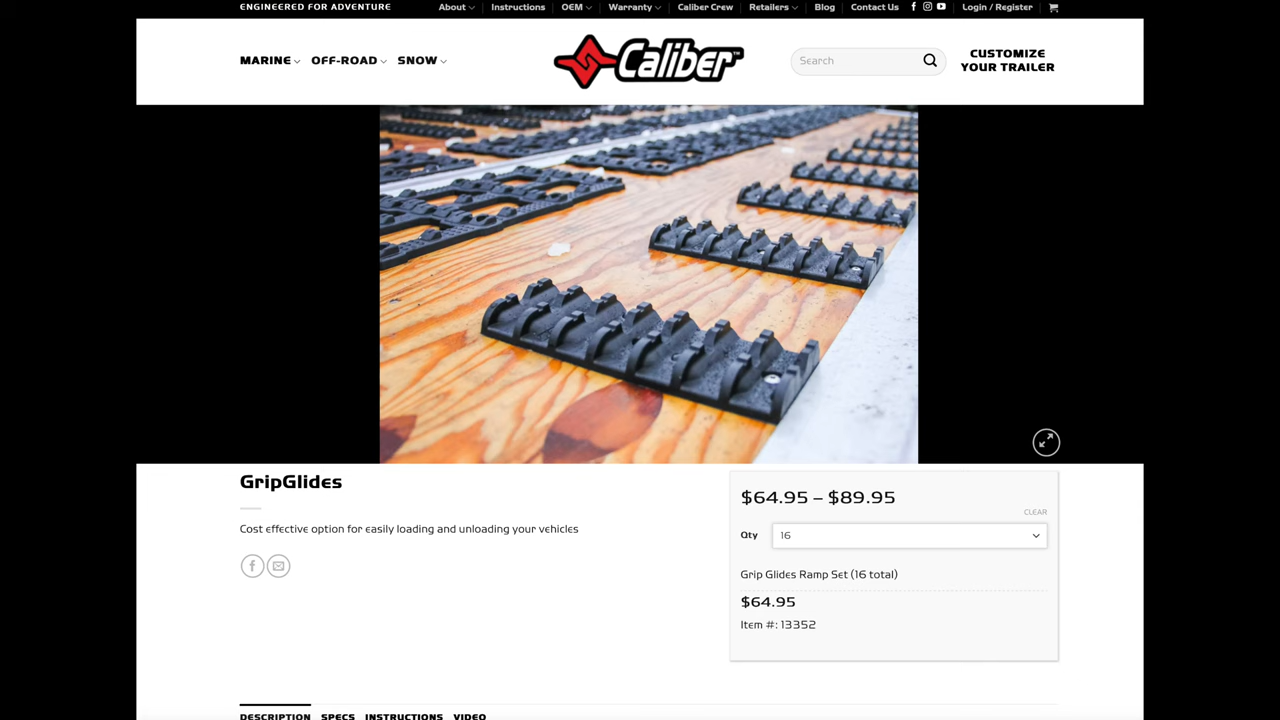 ENGINEERED FOR ADVENTURE
About Instructions OEM Warranty Caliber Crew Retailers Blog Contact Us Login / Register
MARINE OFF-ROAD SNOW
Caliber™
Search
CUSTOMIZE
YOUR TRAILER
GripGlides
Cost effective option for easily loading and unloading your vehicles
$64.95 – $89.95
CLEAR
Qty 16
Grip Glides Ramp Set (16 total)
$64.95
Item #: 13352
DESCRIPTION SPECS INSTRUCTIONS VIDEO